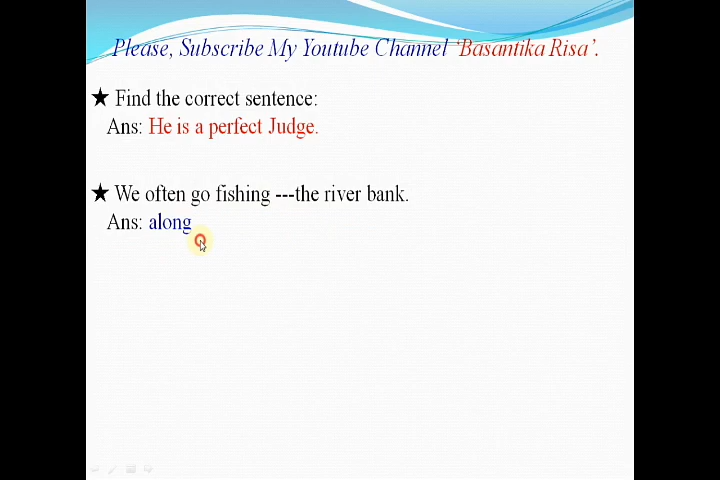 Please, Subscribe My Youtube Channel ‘Basantika Risa’.
★ Find the correct sentence:
Ans: He is a perfect Judge.
★ We often go fishing ---the river bank.
Ans: along